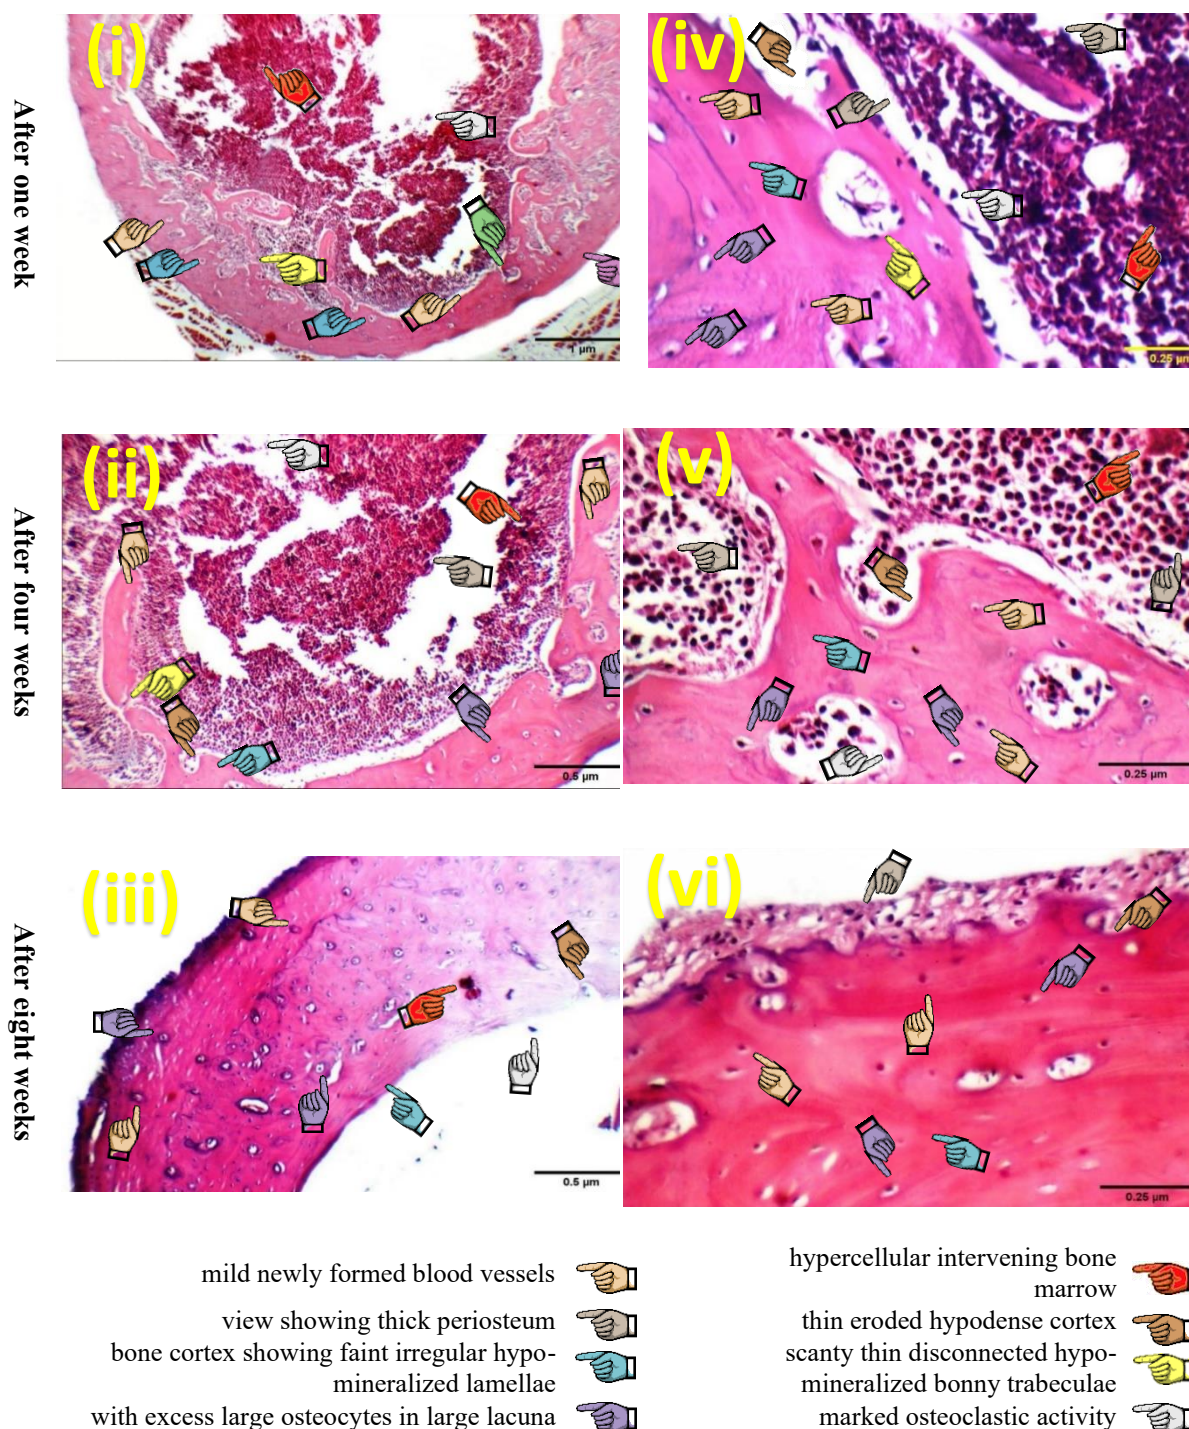 After one week
(i)
1 µm
(iv)
0.25 µm
After four weeks
(ii)
0.5 µm
(v)
0.25 µm
After eight weeks
(iii)
0.5 µm
(vi)
0.25 µm
mild newly formed blood vessels
view showing thick periosteum
bone cortex showing faint irregular hypo-
mineralized lamellae
with excess large osteocytes in large lacuna
hypercellular intervening bone
marrow
thin eroded hypodense cortex
scanty thin disconnected hypo-
mineralized bonny trabeculae
marked osteoclastic activity